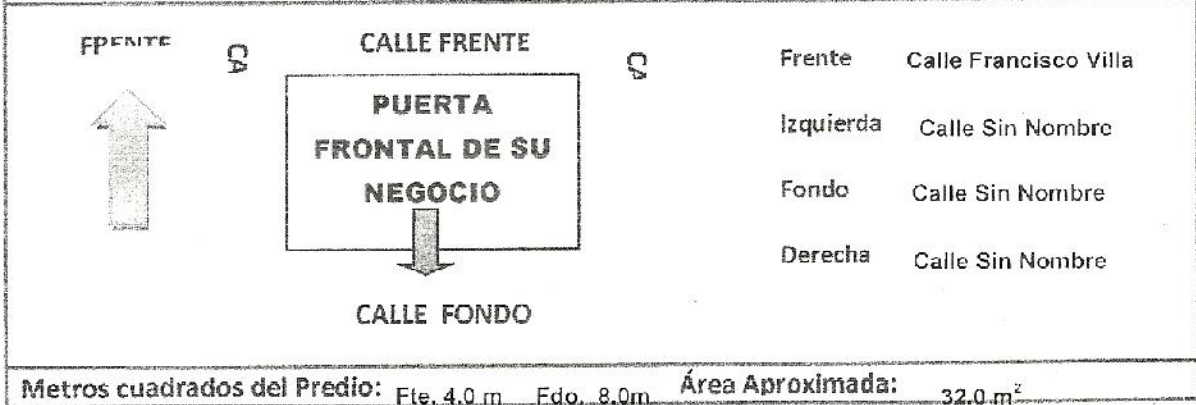 FRENTE
CA
CALLE FRENTE
CA
PUERTA
FRONTAL DE SU
NEGOCIO
CALLE FONDO
Frente Calle Francisco Villa
Izquierda Calle Sin Nombre
Fondo Calle Sin Nombre
Derecha Calle Sin Nombre
Metros cuadrados del Predio: Fte. 4.0 m Fdo. 8.0m Área Aproximada: 32.0 m²